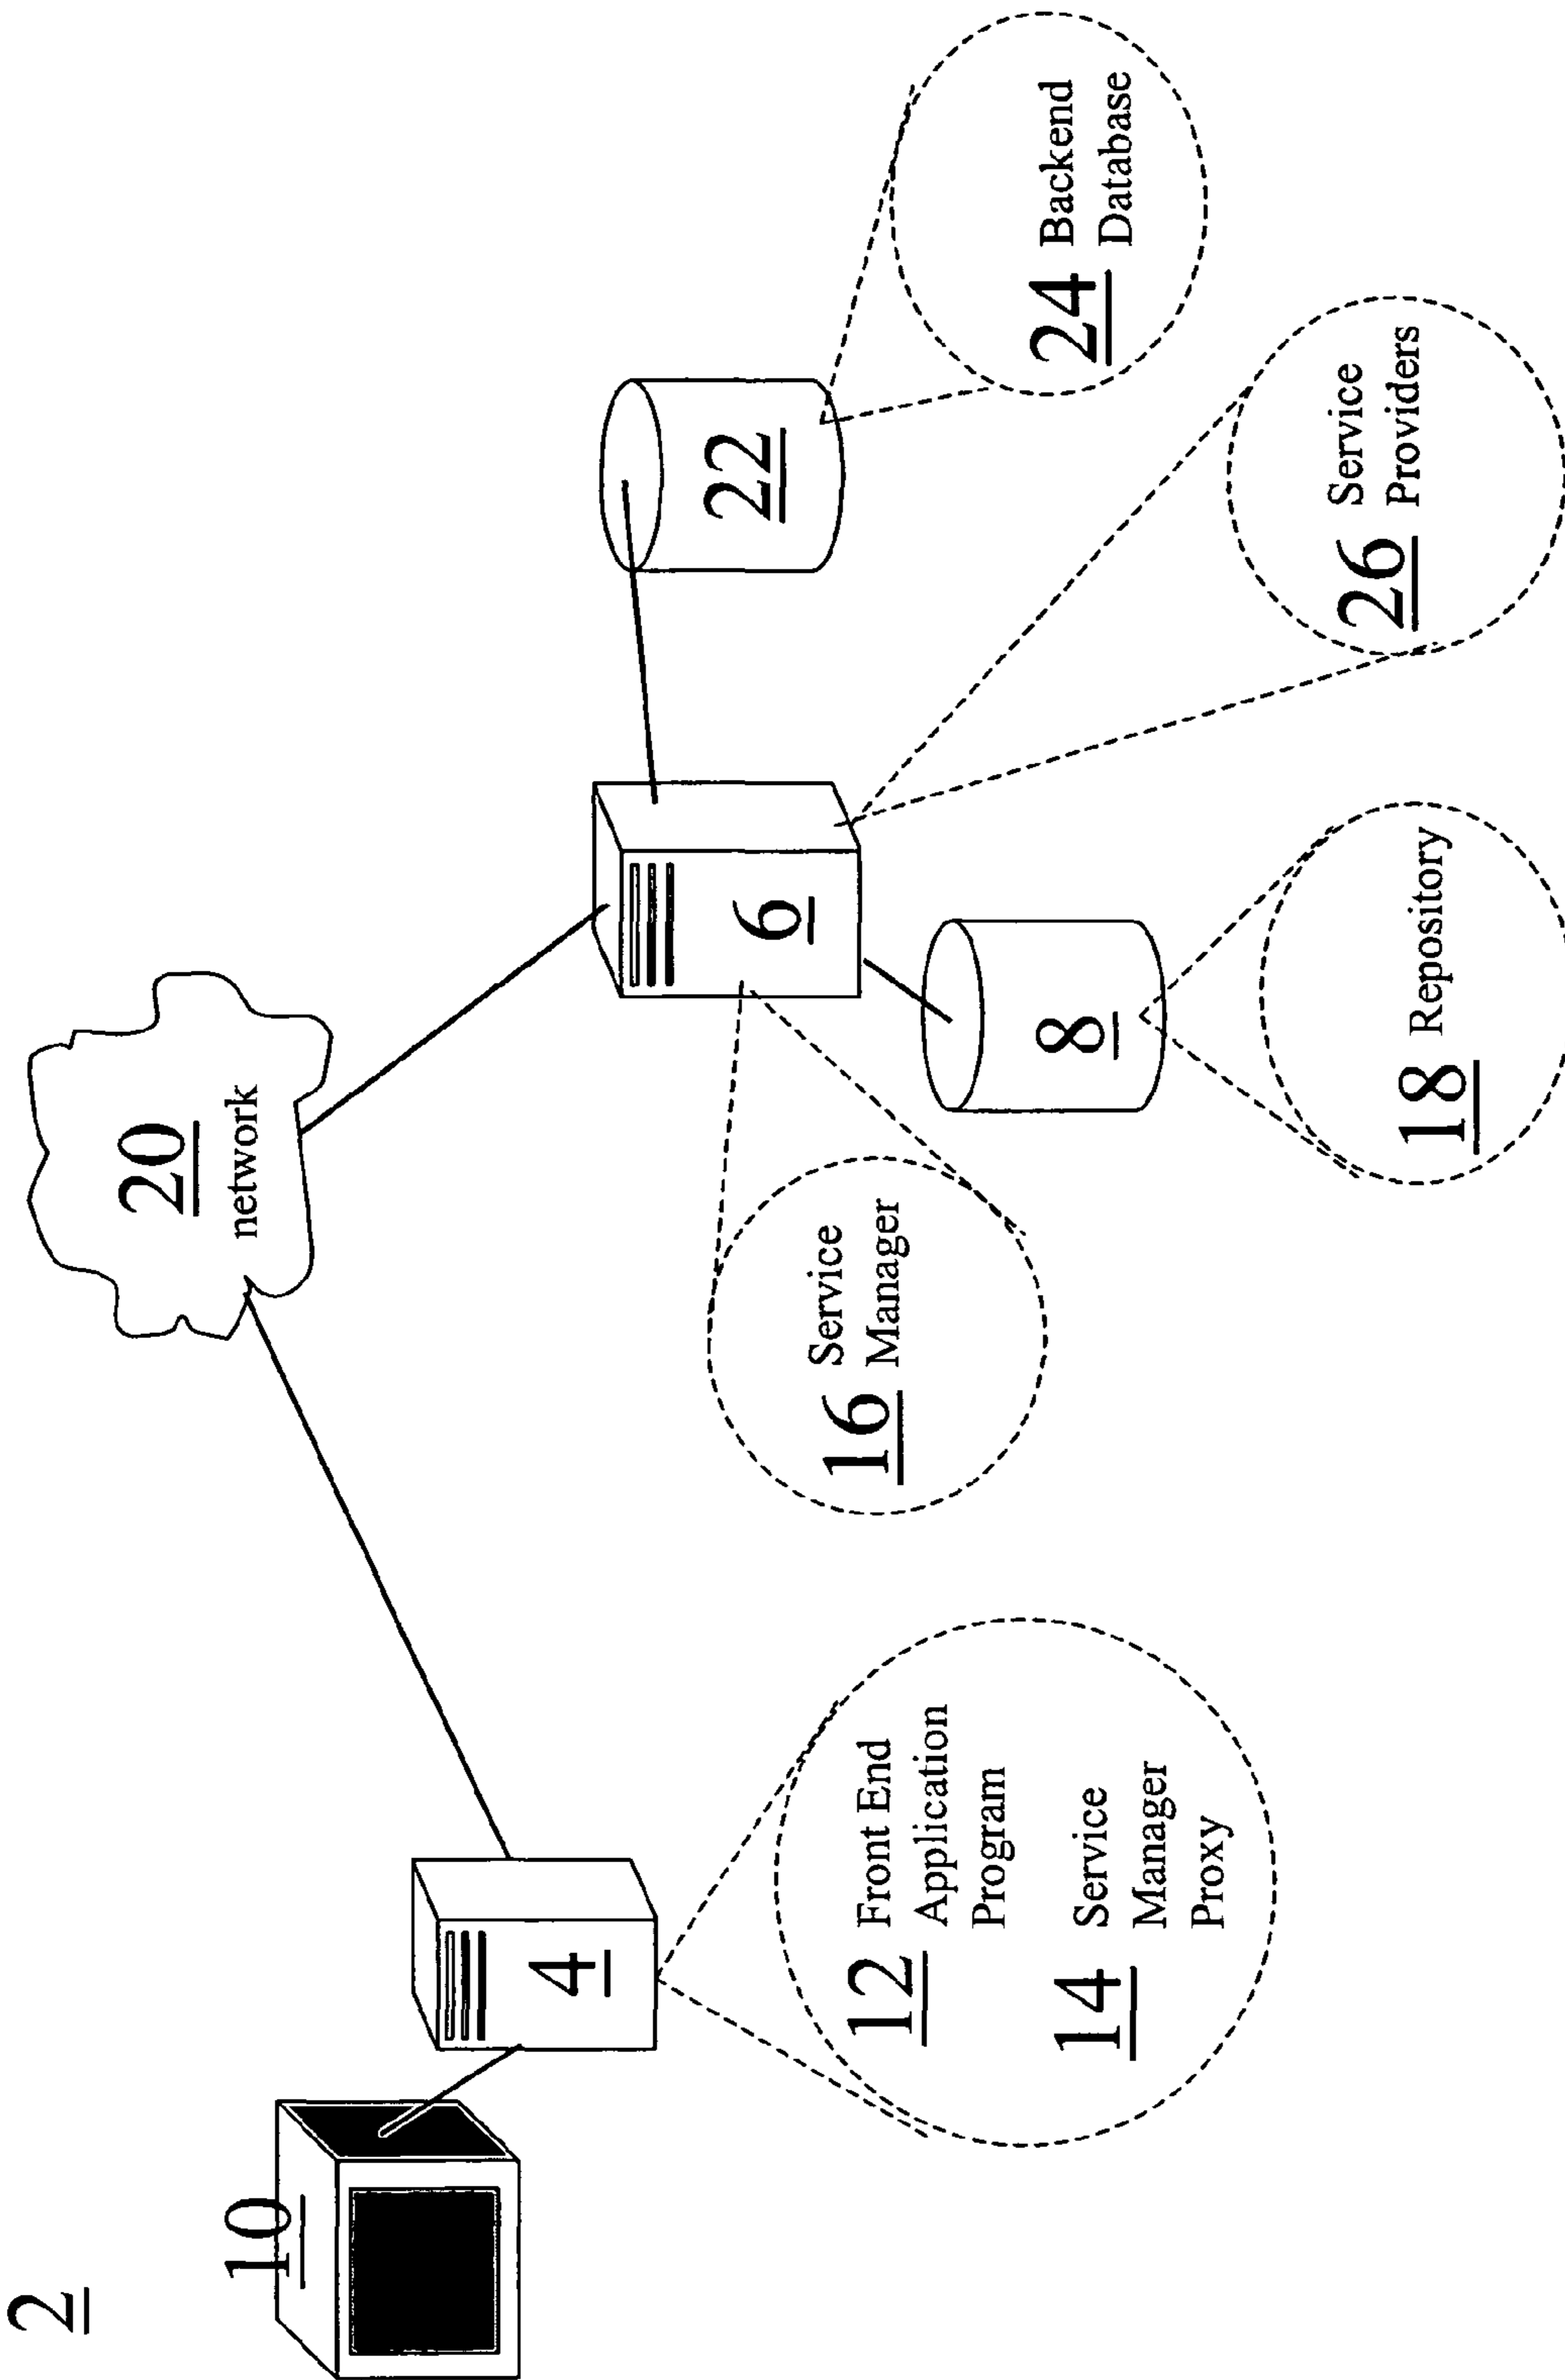 2
10
4
12 Front End
Application
Program
14 Service
Manager
Proxy
20
network
16 Service
Manager
6
8
18 Repository
22
24 Backend
Database
26 Service
Providers